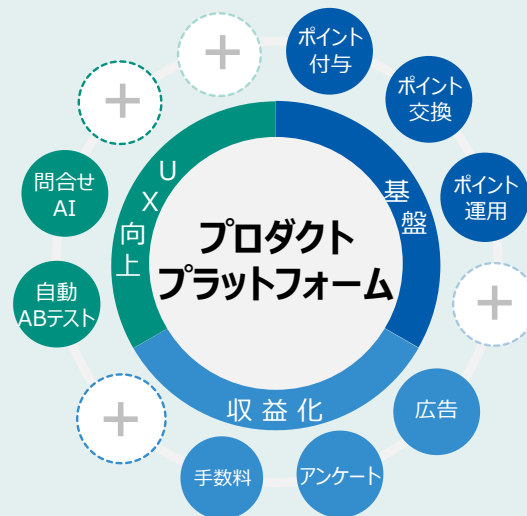 プロダクト
プラットフォーム
基盤
ポイント
付与
ポイント
交換
ポイント
運用
+
収益化
広告
アンケート
手数料
+
UX向上
自動
ABテスト
問合せ
AI
+
+